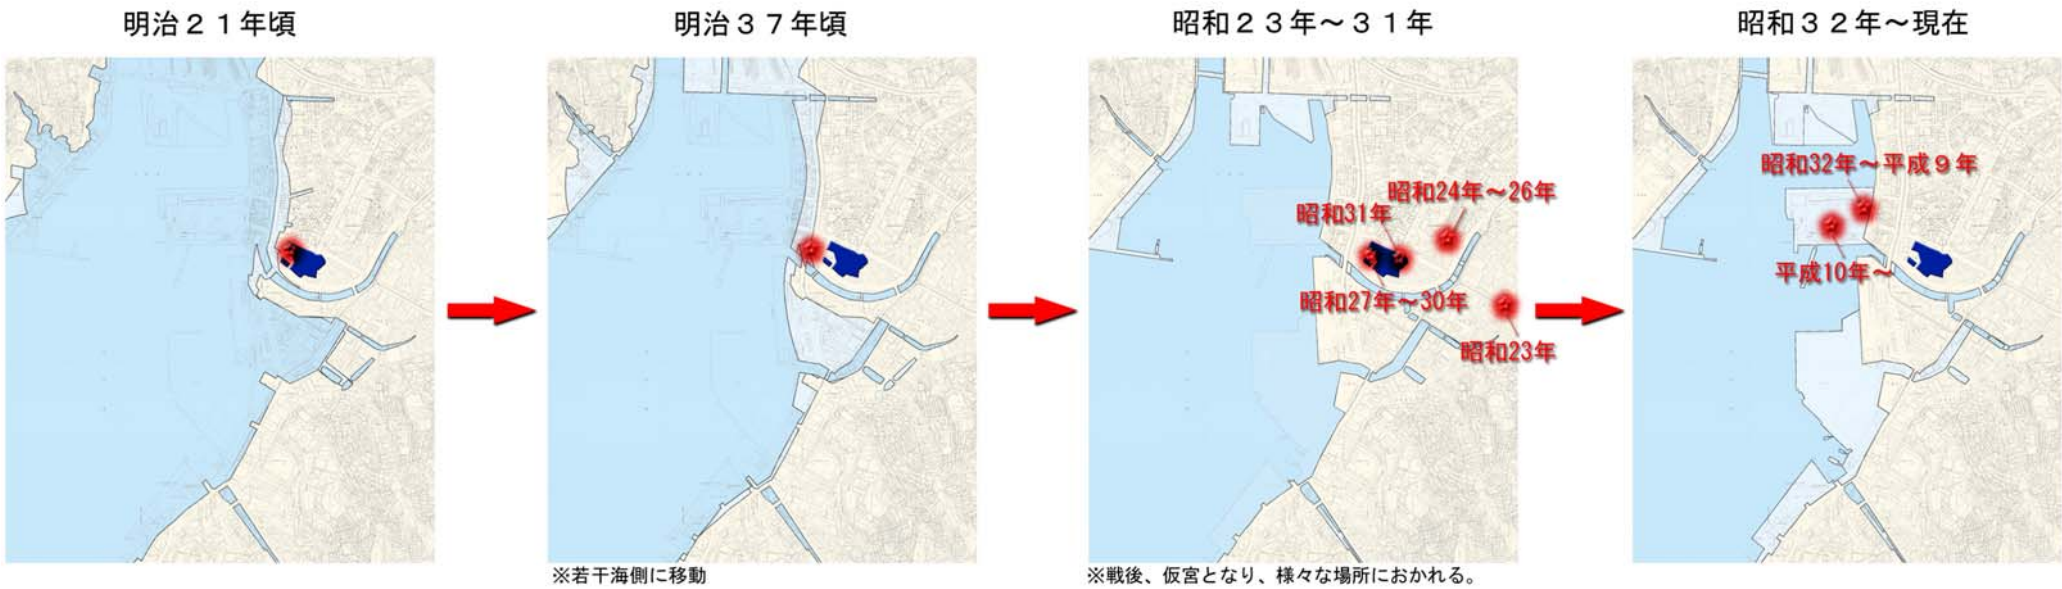 明治２１年頃
明治３７年頃
昭和２３年～３１年
昭和３２年～現在
昭和24年～26年
昭和31年
昭和27年～30年
昭和23年
昭和32年～平成９年
平成10年～
※若干海側に移動
※戦後、仮宮となり、様々な場所におかれる。